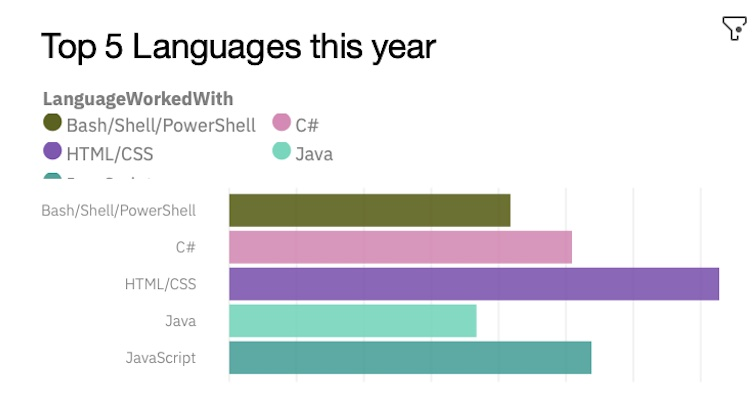 Top 5 Languages this year
LanguageWorkedWith
Bash/Shell/PowerShell C#
HTML/CSS Java
Bash/Shell/PowerShell
C#
HTML/CSS
Java
JavaScript